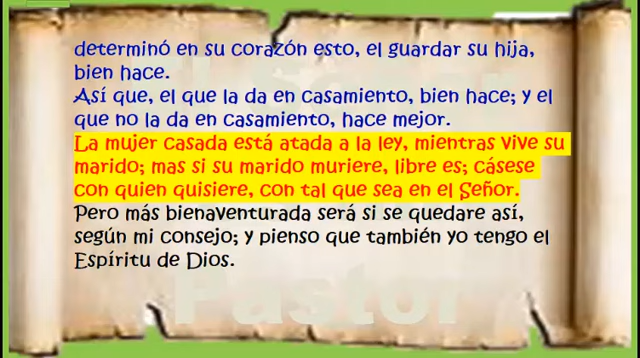 determinó en su corazón esto, el guardar su hija,
bien hace.
Así que, el que la da en casamiento, bien hace; y el
que no la da en casamiento, hace mejor.
La mujer casada está atada a la ley, mientras vive su
marido; mas si su marido muriere, libre es; cásese
con quien quisiere, con tal que sea en el Señor.
Pero más bienaventurada será si se quedare así,
según mi consejo; y pienso que también yo tengo el
Espíritu de Dios.
Pastor